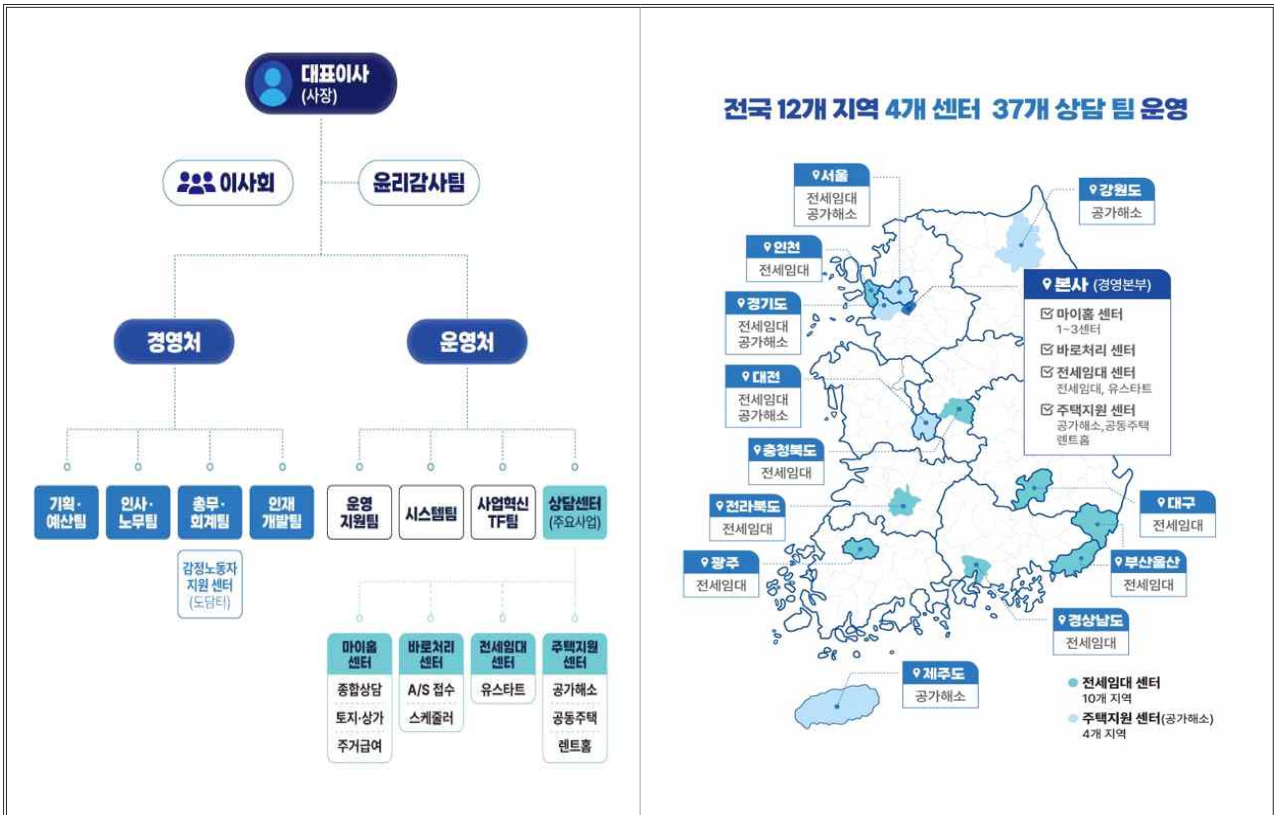 대표이사
(사장)
이사회
윤리감사팀
경영처
운영처
기획·
예산팀
인사·
노무팀
총무·
회계팀
인재
개발팀
운영
지원팀
시스템팀
사업혁신
TF팀
상담센터
(주요사업)
감정노동자
지원 센터
(도담터)
마이홈
센터
종합상담
토지·상가
주거급여
바로처리
센터
A/S 접수
스케줄러
전세임대
센터
유스타트
주택지원
센터
공가해소
공동주택
렌트홈
전국 12개 지역 4개 센터 37개 상담 팀 운영
서울
전세임대
공가해소
강원도
공가해소
인천
전세임대
본사 (경영본부)
마이홈 센터
1~3센터
바로처리 센터
전세임대 센터
전세임대, 유스타트
주택지원 센터
공가해소,공동주택
렌트홈
경기도
전세임대
공가해소
대전
전세임대
공가해소
충청북도
전세임대
전라북도
전세임대
대구
전세임대
광주
전세임대
부산울산
전세임대
경상남도
전세임대
제주도
공가해소
전세임대 센터
10개 지역
주택지원 센터(공가해소)
4개 지역